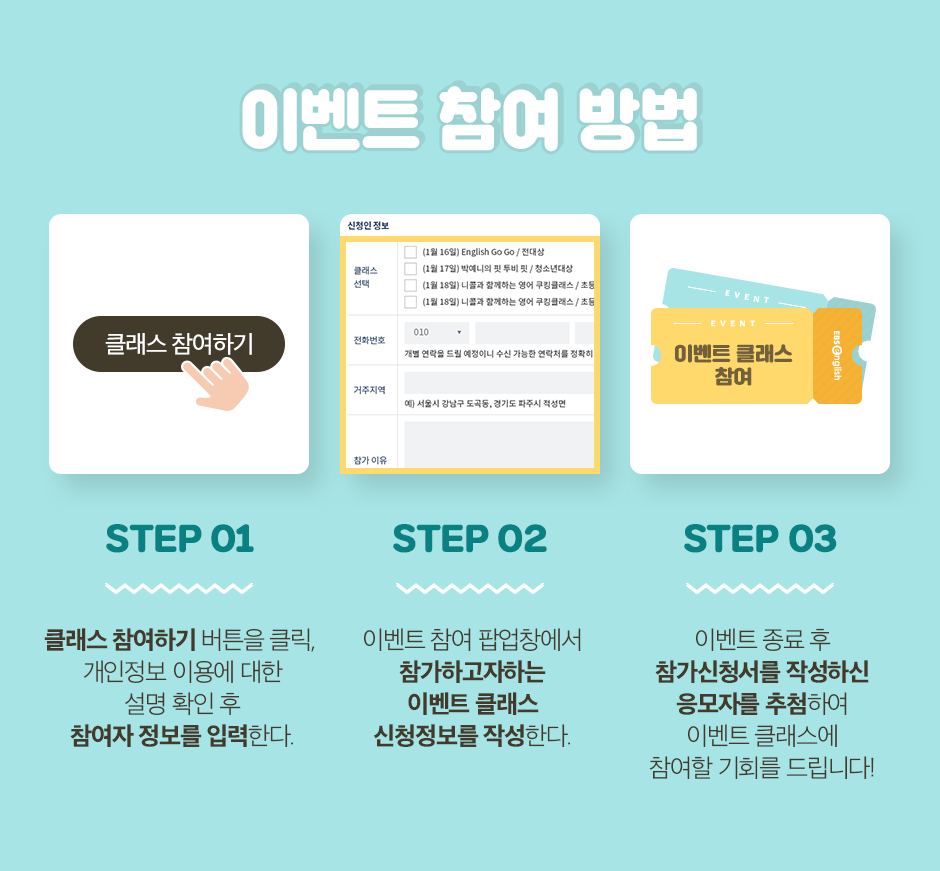 이벤트 참여 방법
클래스 참여하기
신청인 정보
클래스
선택
(1월 16일) English Go Go / 전대상
(1월 17일) 박예니의 핏 투비 핏 / 청소년대상
(1월 18일) 니콜과 함께하는 영어 쿠킹클래스 / 초등
(1월 18일) 니콜과 함께하는 영어 쿠킹클래스 / 초등
전화번호
010
개별 연락을 드릴 예정이니 수신 가능한 연락처를 정확히
거주지역
예) 서울시 강남구 도곡동, 경기도 파주시 적성면
참가 이유
EVENT
EVENT
이벤트 클래스
참여
EBS@nglish
STEP 01
클래스 참여하기 버튼을 클릭,
개인정보 이용에 대한
설명 확인 후
참여자 정보를 입력한다.
STEP 02
이벤트 참여 팝업창에서
참가하고자하는
이벤트 클래스
신청정보를 작성한다.
STEP 03
이벤트 종료 후
참가신청서를 작성하신
응모자를 추첨하여
이벤트 클래스에
참여할 기회를 드립니다!